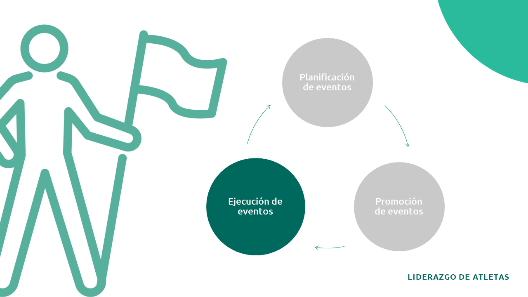 Planificación
de eventos
Ejecución de
eventos
Promoción
de eventos
LIDERAZGO DE ATLETAS